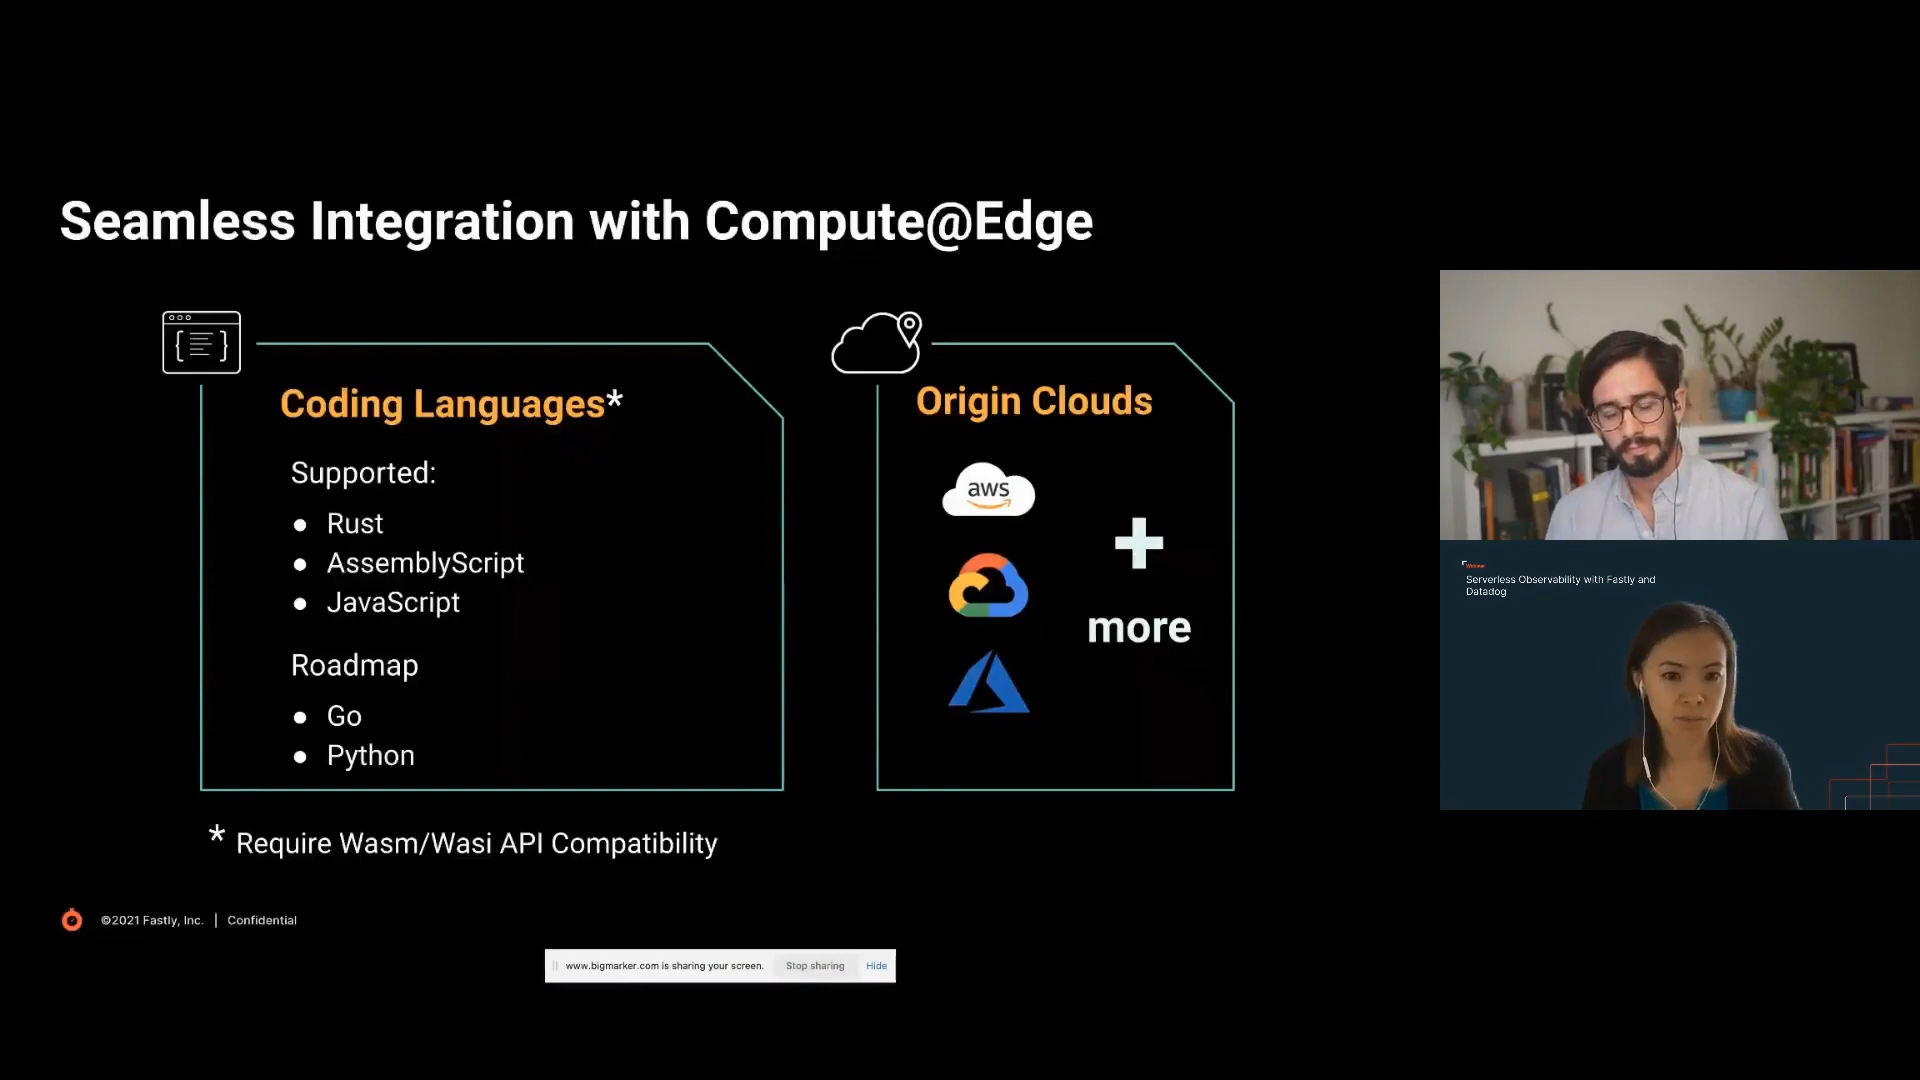 Seamless Integration with Compute@Edge
Coding Languages*
Supported:
● Rust
● AssemblyScript
● JavaScript
Roadmap
● Go
● Python
Origin Clouds
aws
+
more
* Require Wasm/Wasi API Compatibility
©2021 Fastly, Inc. | Confidential
www.bigmarker.com is sharing your screen. Stop sharing Hide
Webinar
Serverless Observability with Fastly and
Datadog